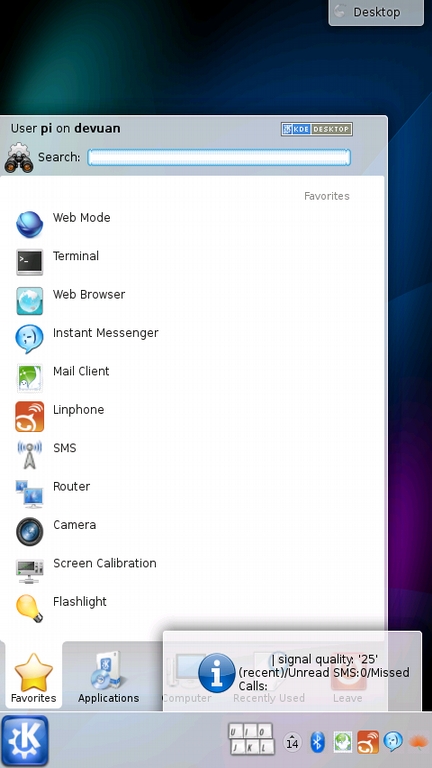 Desktop
User pi on devuan
KDE DESKTOP
Search:
Favorites
Web Mode
Terminal
Web Browser
Instant Messenger
Mail Client
Linphone
SMS
Router
Camera
Screen Calibration
Flashlight
| signal quality: '25'
(recent)/Unread SMS:0/Missed
Calls:
Favorites
Applications
Computer
Recently Used
Leave
U I O
J K L
14